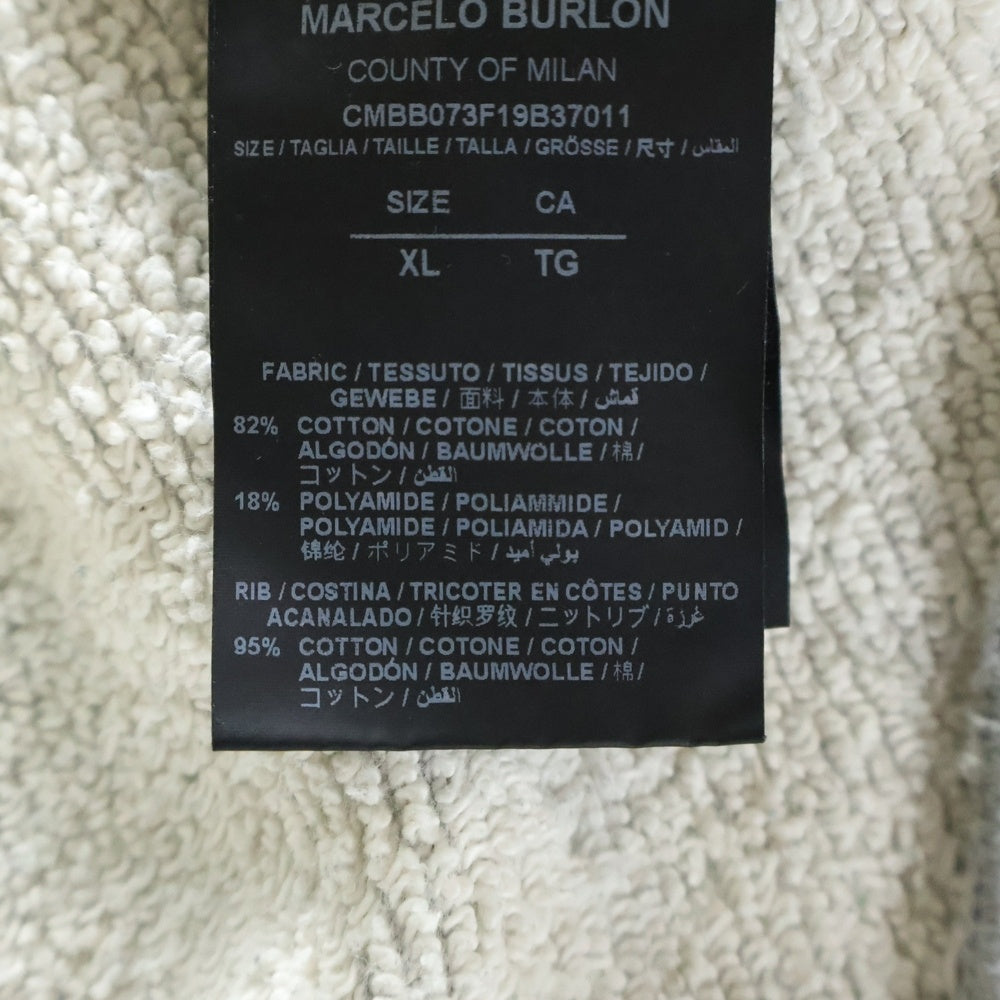 MARCELO BURLON
COUNTY OF MILAN
CMBB073F19B37011
SIZE / TAGLIA / TAILLE / TALLA / GRÖSSE / 尺寸 / المقاس
SIZE CA
XL TG
FABRIC / TESSUTO / TISSUS / TEJIDO /
GEWEBE / 面料 / 本体 / قماش
82% COTTON / COTONE / COTON /
ALGODÓN / BAUMWOLLE / 棉 /
コットン / القطن
18% POLYAMIDE / POLIAMMIDE /
POLYAMIDE / POLIAMIDA / POLYAMID /
锦纶 / ポリアミド / بولي أميد
RIB / COSTINA / TRICOTER EN CÔTES / PUNTO
ACANALADO / 针织罗纹 / ニットリブ / غرزة
95% COTTON / COTONE / COTON /
ALGODÓN / BAUMWOLLE / 棉 /
コットン / القطن